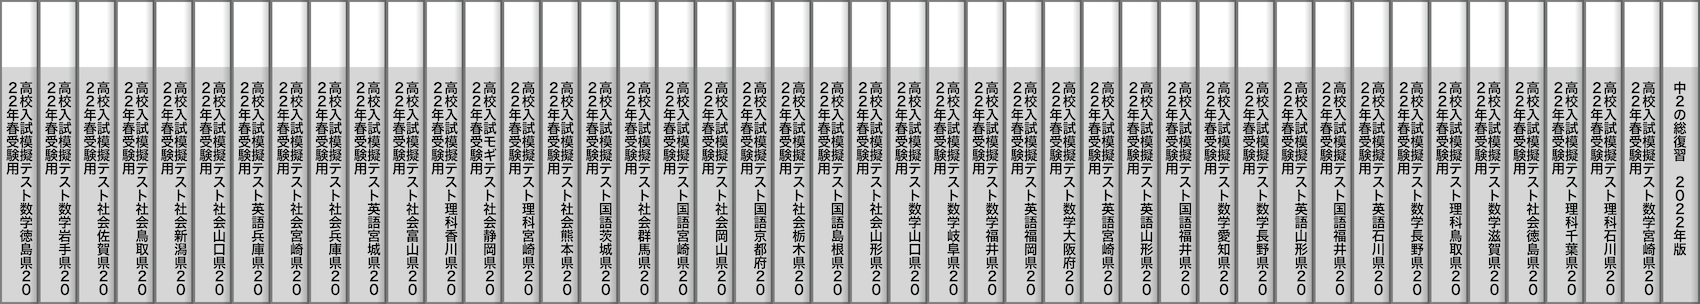 中２の総復習　２０２２年版
高校入試模擬テスト数学宮崎県２０
２２年春受験用
高校入試模擬テスト理科石川県２０
２２年春受験用
高校入試模擬テスト理科千葉県２０
２２年春受験用
高校入試模擬テスト社会徳島県２０
２２年春受験用
高校入試模擬テスト数学滋賀県２０
２２年春受験用
高校入試模擬テスト理科鳥取県２０
２２年春受験用
高校入試模擬テスト数学長野県２０
２２年春受験用
高校入試模擬テスト英語石川県２０
２２年春受験用
高校入試模擬テスト国語福井県２０
２２年春受験用
高校入試模擬テスト英語山形県２０
２２年春受験用
高校入試模擬テスト数学長野県２０
２２年春受験用
高校入試模擬テスト数学愛知県２０
２２年春受験用
高校入試模擬テスト国語福井県２０
２２年春受験用
高校入試模擬テスト英語山形県２０
２２年春受験用
高校入試模擬テスト英語宮崎県２０
２２年春受験用
高校入試模擬テスト数学大阪府２０
２２年春受験用
高校入試模擬テスト英語福岡県２０
２２年春受験用
高校入試模擬テスト数学福井県２０
２２年春受験用
高校入試模擬テスト数学岐阜県２０
２２年春受験用
高校入試模擬テスト数学山口県２０
２２年春受験用
高校入試模擬テスト社会山形県２０
２２年春受験用
高校入試模擬テスト国語島根県２０
２２年春受験用
高校入試模擬テスト社会栃木県２０
２２年春受験用
高校入試模擬テスト国語京都府２０
２２年春受験用
高校入試模擬テスト社会岡山県２０
２２年春受験用
高校入試模擬テスト国語宮崎県２０
２２年春受験用
高校入試模擬テスト社会群馬県２０
２２年春受験用
高校入試模擬テスト国語茨城県２０
２２年春受験用
高校入試模擬テスト社会熊本県２０
２２年春受験用
高校入試模擬テスト理科宮崎県２０
２２年春受験用
高校入試モギテスト社会静岡県２０
２２年春受験用
高校入試模擬テスト理科香川県２０
２２年春受験用
高校入試模擬テスト社会富山県２０
２２年春受験用
高校入試模擬テスト英語宮城県２０
２２年春受験用
高校入試模擬テスト社会兵庫県２０
２２年春受験用
高校入試模擬テスト社会宮崎県２０
２２年春受験用
高校入試模擬テスト英語兵庫県２０
２２年春受験用
高校入試模擬テスト社会山口県２０
２２年春受験用
高校入試模擬テスト社会新潟県２０
２２年春受験用
高校入試模擬テスト社会鳥取県２０
２２年春受験用
高校入試模擬テスト社会佐賀県２０
２２年春受験用
高校入試模擬テスト数学岩手県２０
２２年春受験用
高校入試模擬テスト数学徳島県２０
２２年春受験用